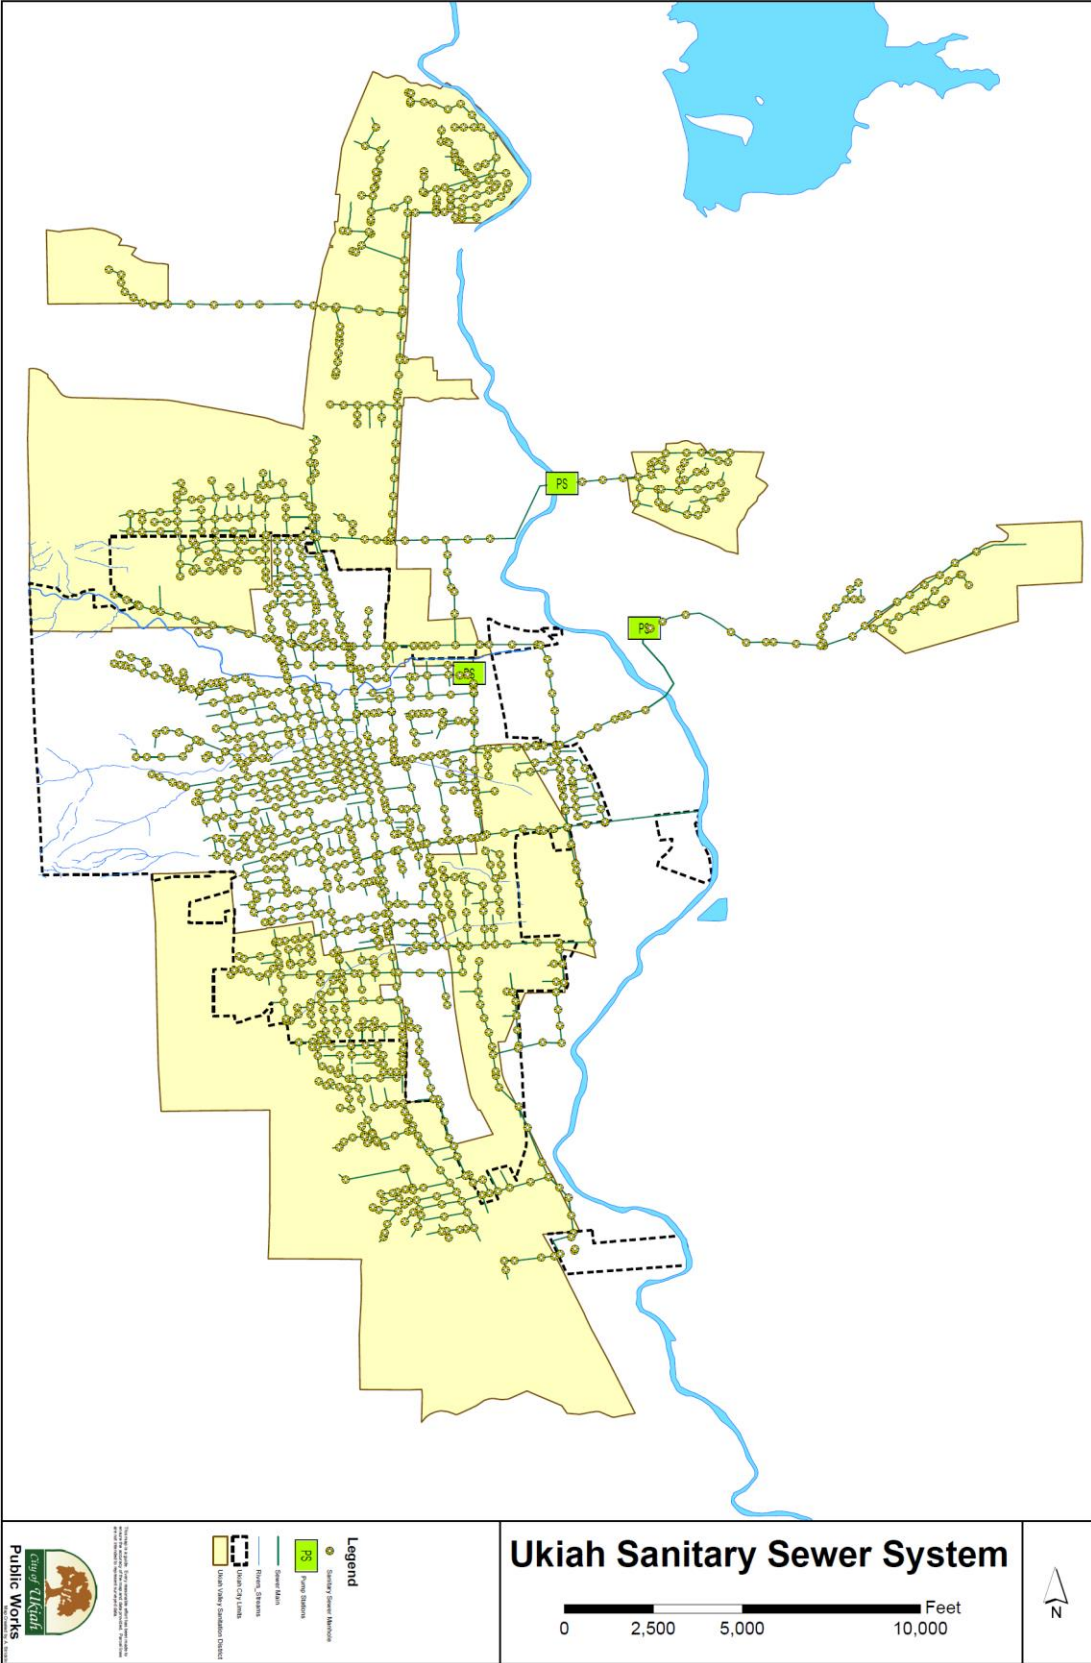 PS
PS
PS
Legend
Sanitary Sewer Manhole
PS
Pump Stations
Sewer Main
Rivers_Streams
Ukiah City Limits
Ukiah Valley Sanitation District
City of Ukiah
Public Works
Ukiah Sanitary Sewer System
Feet
0 2,500 5,000 10,000
N